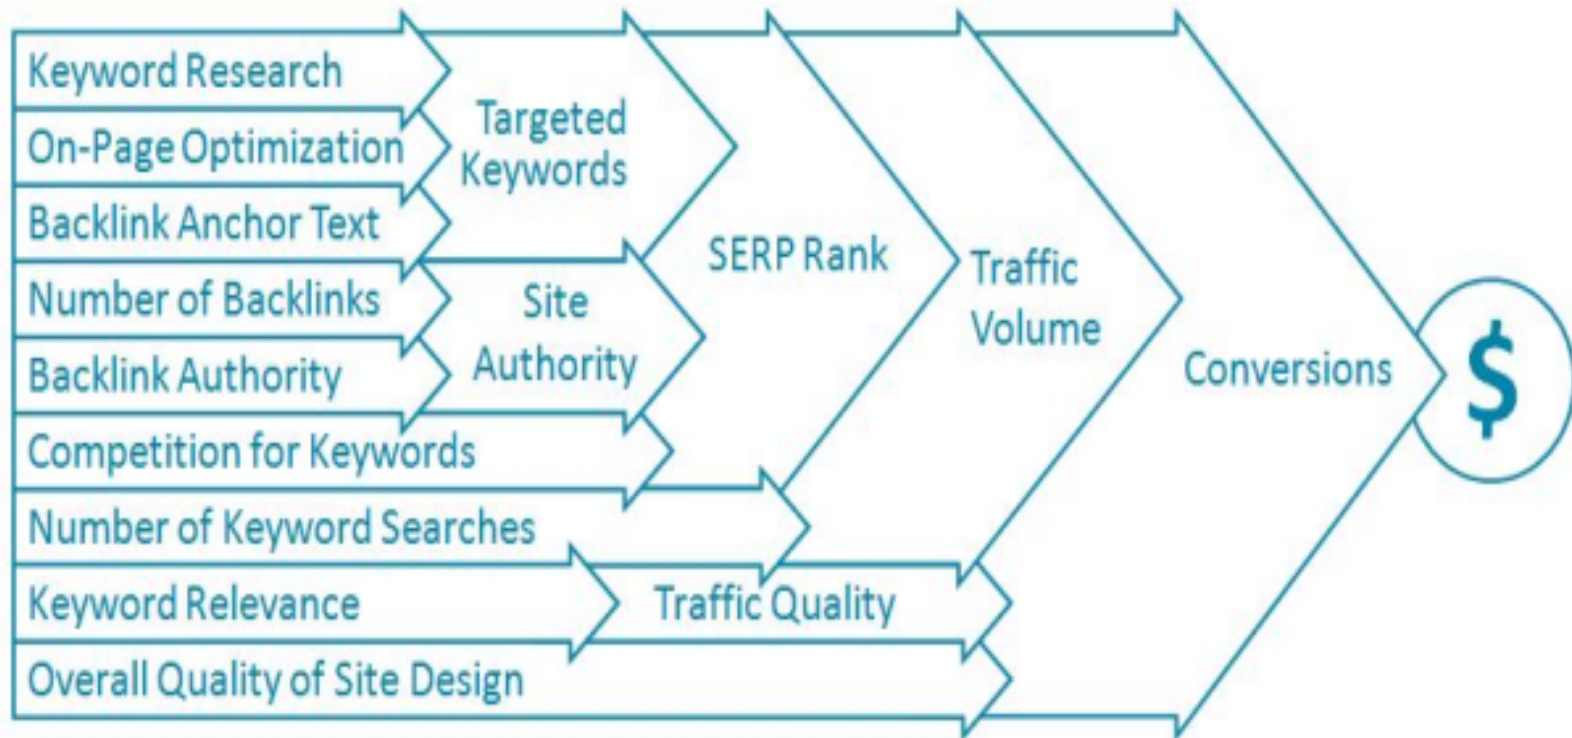 Keyword Research
On-Page Optimization
Backlink Anchor Text
Number of Backlinks
Backlink Authority
Competition for Keywords
Number of Keyword Searches
Keyword Relevance
Overall Quality of Site Design
Targeted
Keywords
Site
Authority
SERP Rank
Traffic Quality
Traffic
Volume
Conversions
$